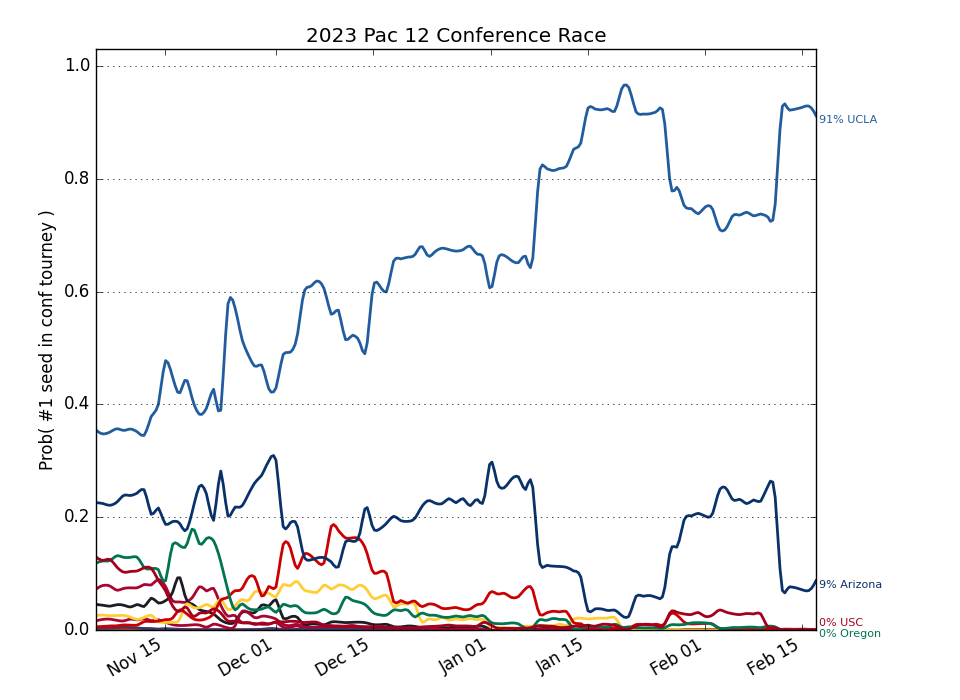 2023 Pac 12 Conference Race
Prob( #1 seed in conf tourney )
1.0
0.8
0.6
0.4
0.2
0.0
Nov 15
Dec 01
Dec 15
Jan 01
Jan 15
Feb 01
Feb 15
91% UCLA
9% Arizona
0% USC
0% Oregon